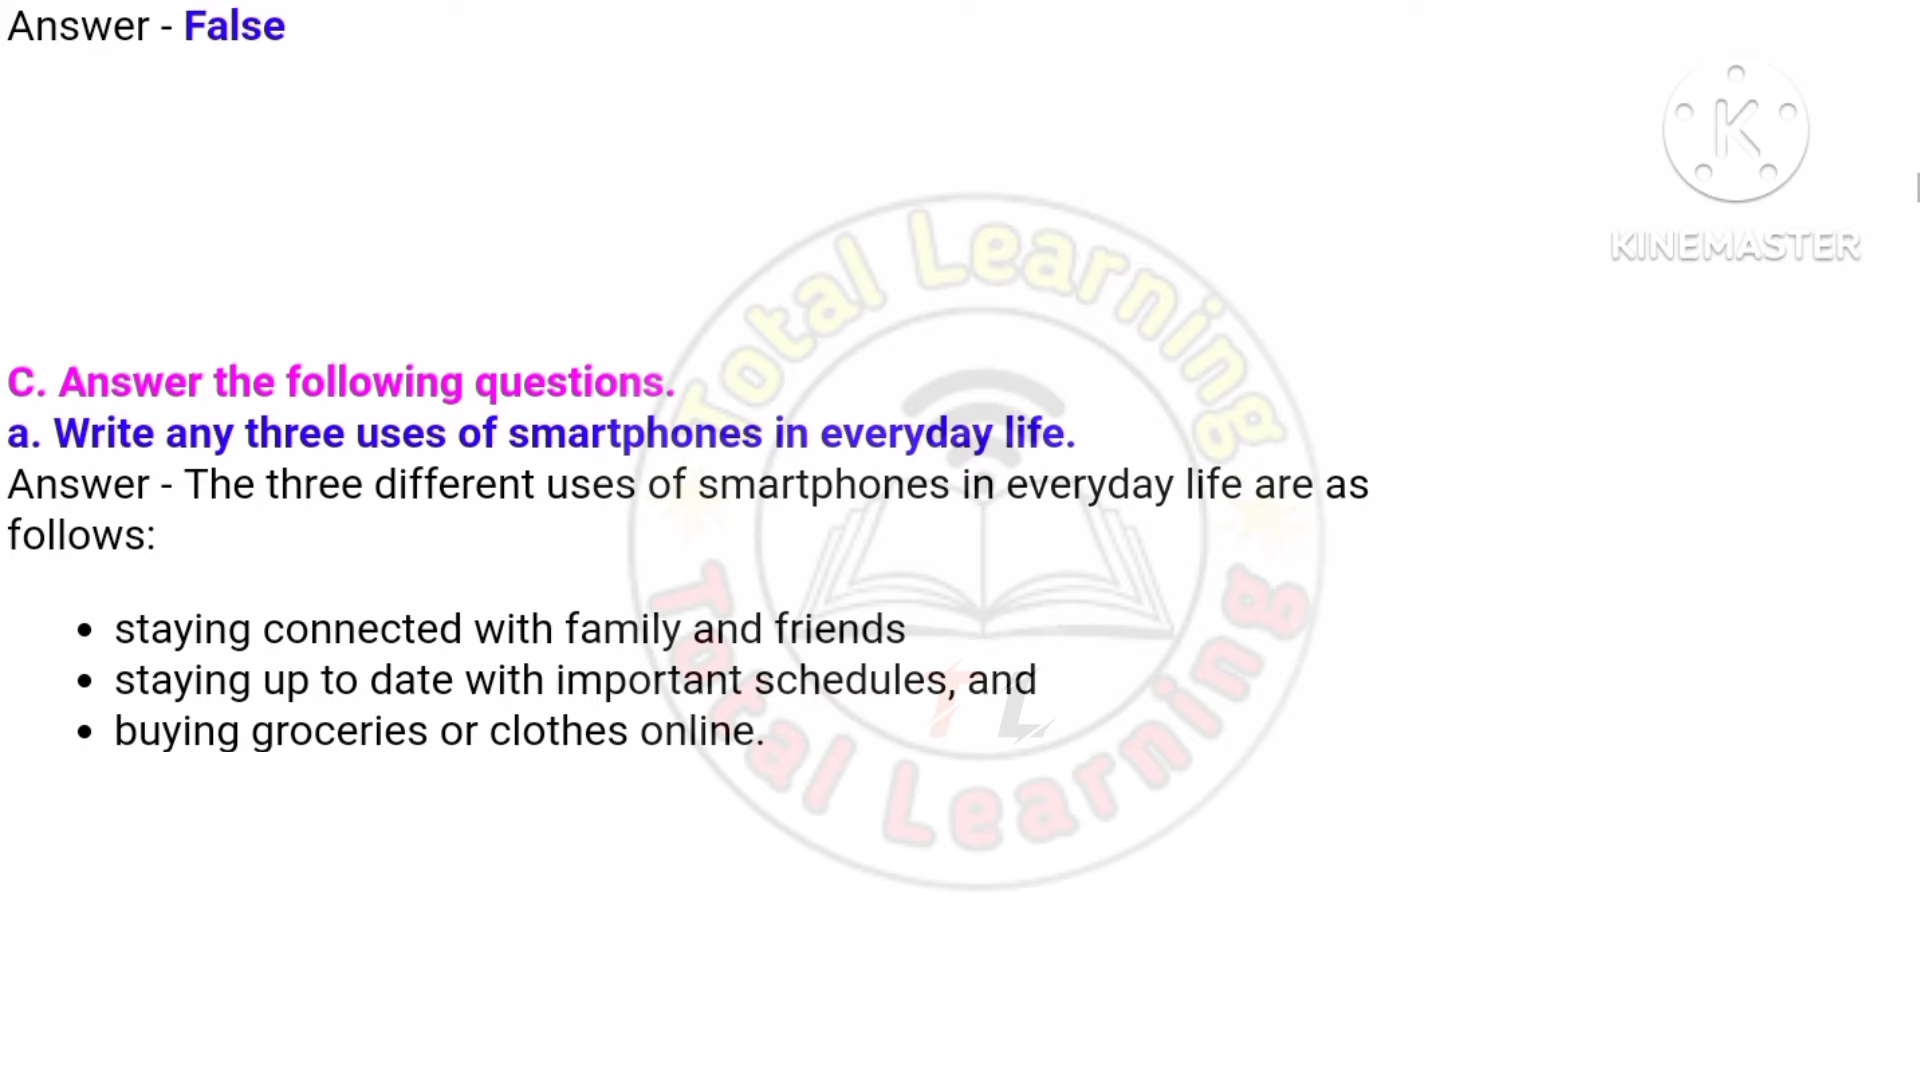 Answer - False
K
KINEMASTER
Total Learning
C. Answer the following questions.
a. Write any three uses of smartphones in everyday life.
Answer - The three different uses of smartphones in everyday life are as
follows:
• staying connected with family and friends
• staying up to date with important schedules, and
• buying groceries or clothes online.
TL
Total Learning